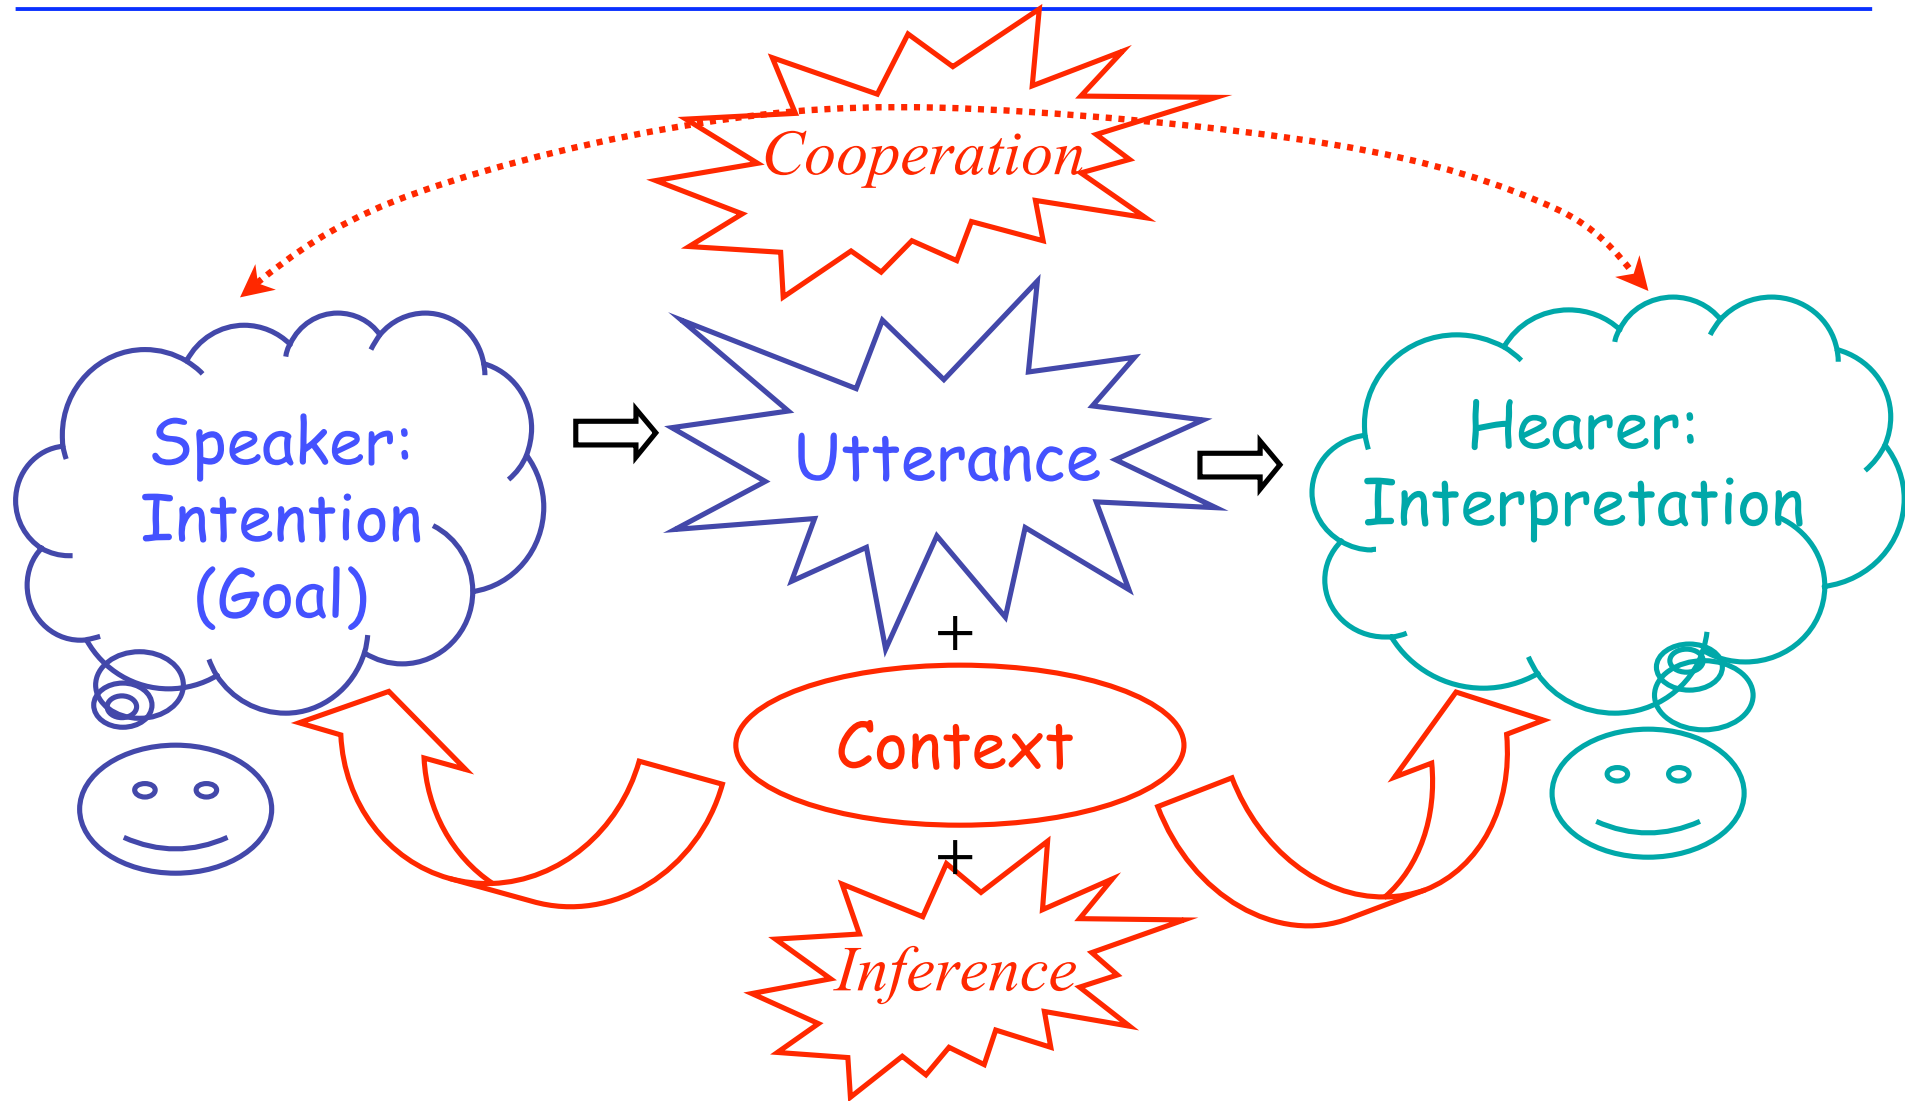 Cooperation
Speaker:
Intention
(Goal)
Utterance
Hearer:
Interpretation
+
Context
+
Inference